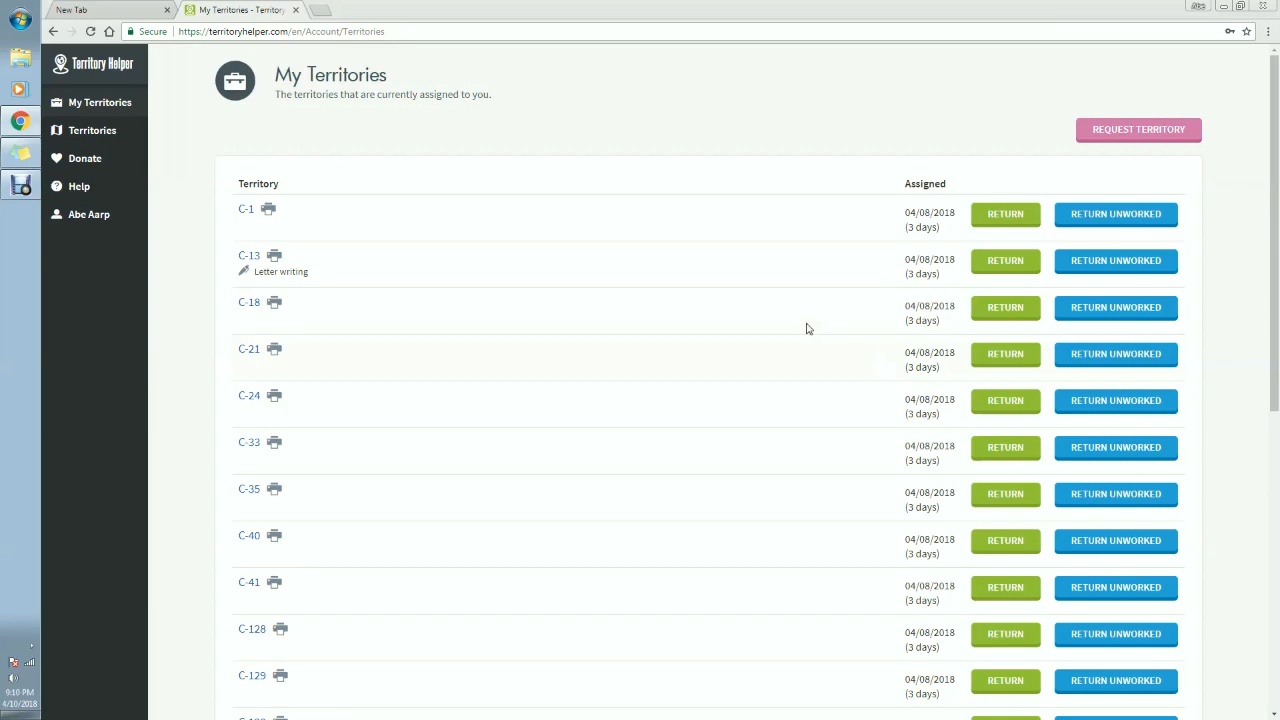 New Tab
My Territories - Territory
Secure
https://territoryhelper.com/en/Account/Territories
Territory Helper
My Territories
Territories
Donate
Help
Abe Aarp
My Territories
The territories that are currently assigned to you.
REQUEST TERRITORY
Territory Assigned
C-1 04/08/2018 RETURN RETURN UNWORKED
(3 days)
C-13 04/08/2018 RETURN RETURN UNWORKED
Letter writing (3 days)
C-18 04/08/2018 RETURN RETURN UNWORKED
(3 days)
C-21 04/08/2018 RETURN RETURN UNWORKED
(3 days)
C-24 04/08/2018 RETURN RETURN UNWORKED
(3 days)
C-33 04/08/2018 RETURN RETURN UNWORKED
(3 days)
C-35 04/08/2018 RETURN RETURN UNWORKED
(3 days)
C-40 04/08/2018 RETURN RETURN UNWORKED
(3 days)
C-41 04/08/2018 RETURN RETURN UNWORKED
(3 days)
C-128 04/08/2018 RETURN RETURN UNWORKED
(3 days)
C-129 04/08/2018 RETURN RETURN UNWORKED
(3 days)
9:10 PM
4/10/2018